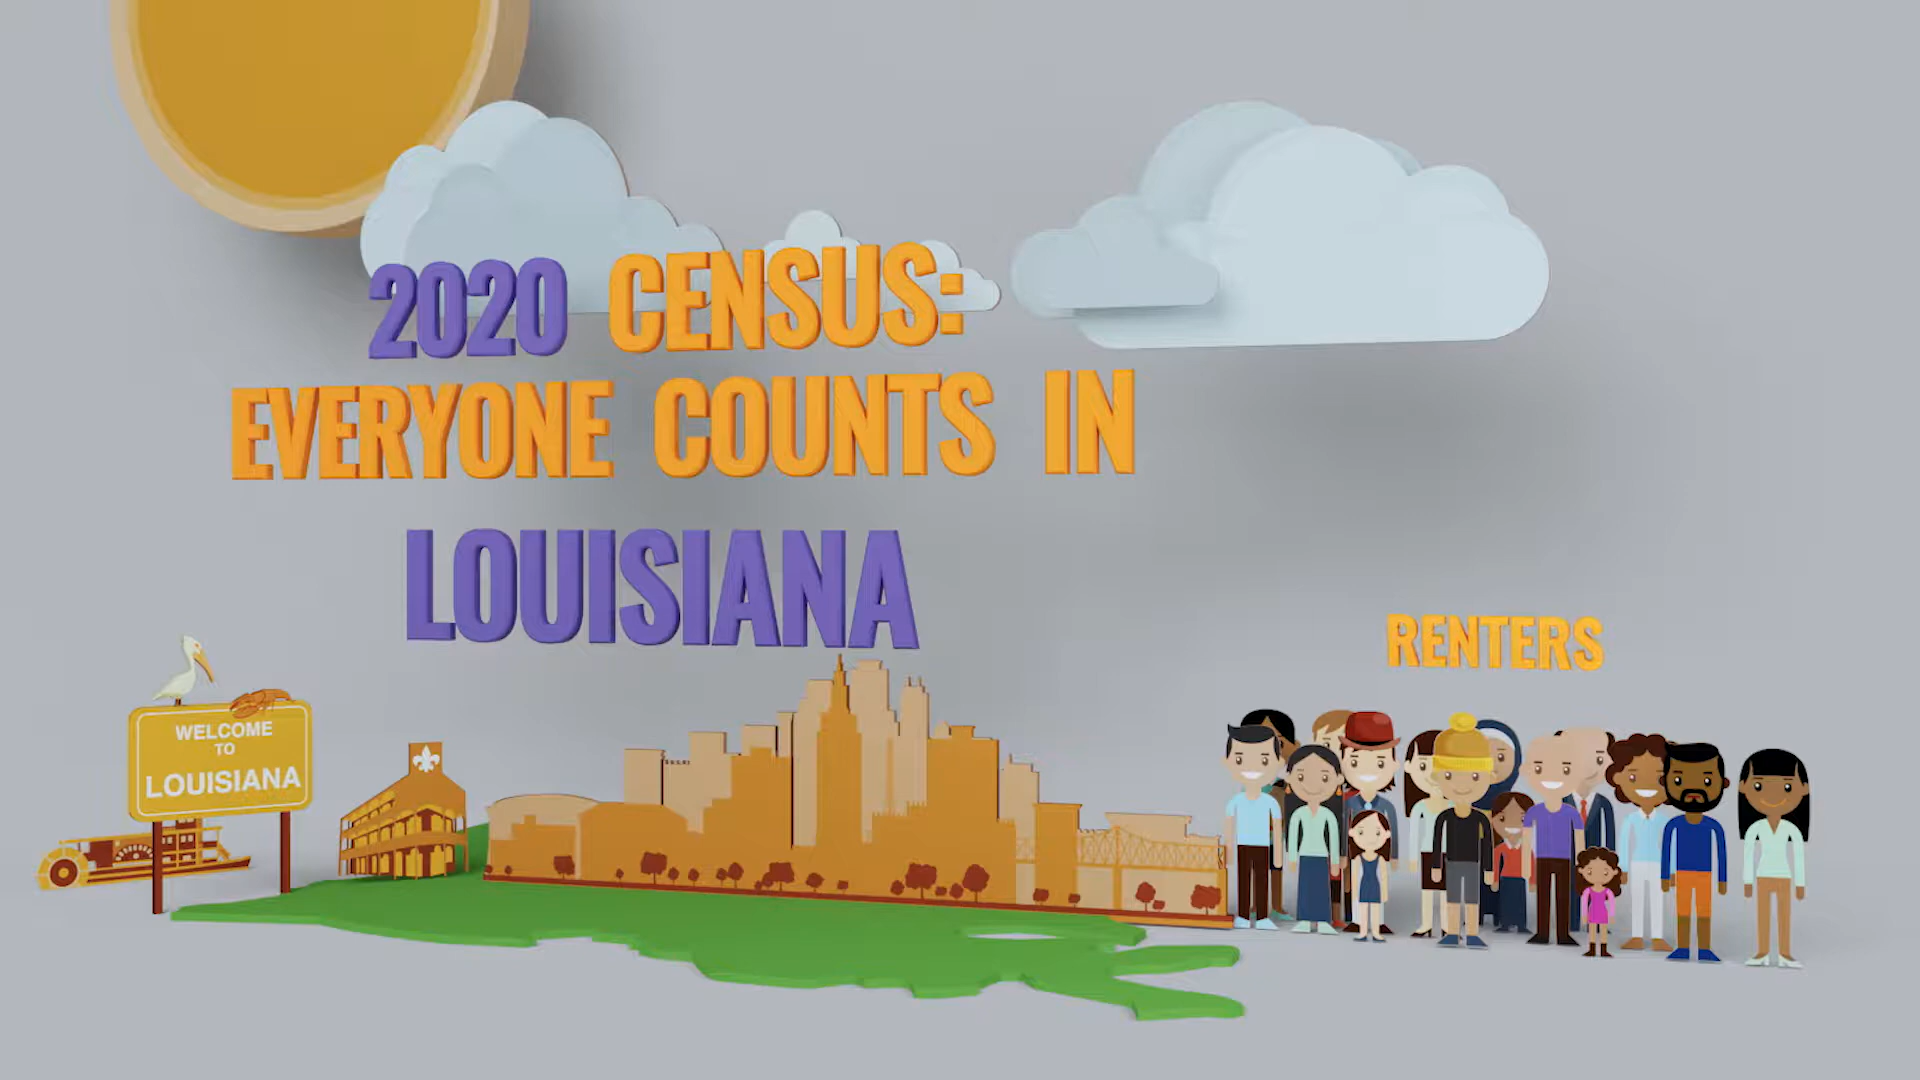 2020 CENSUS:
EVERYONE COUNTS IN
LOUISIANA
RENTERS
WELCOME
TO
LOUISIANA